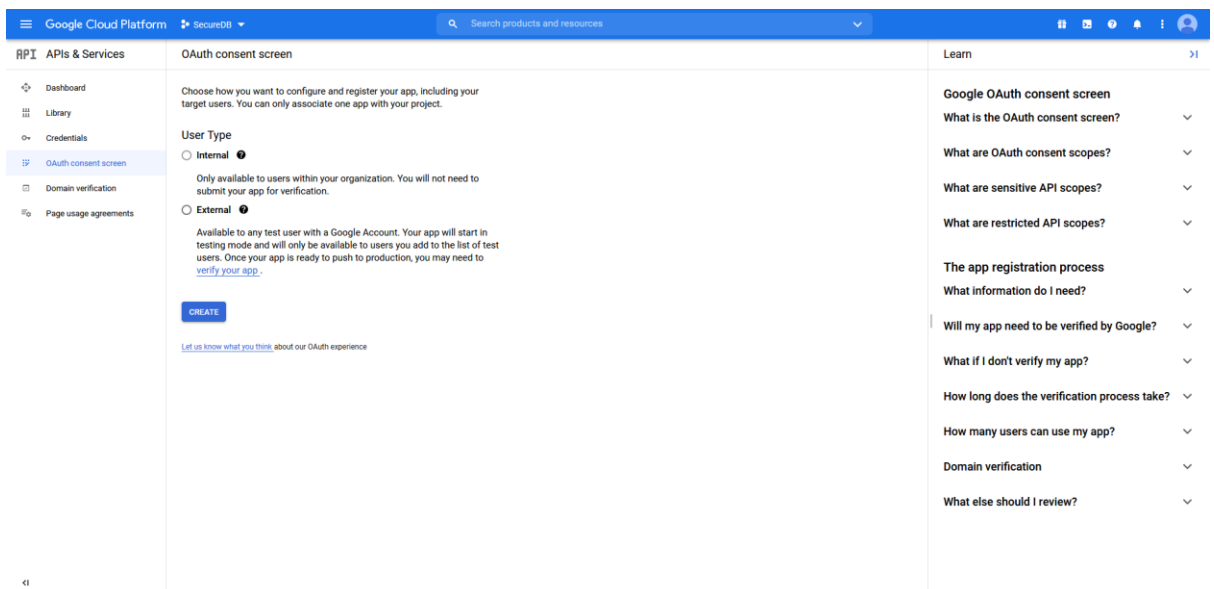 Google Cloud Platform
SecureDB
Search products and resources
API APIs & Services
Dashboard
Library
Credentials
OAuth consent screen
Domain verification
Page usage agreements
OAuth consent screen
Choose how you want to configure and register your app, including your
target users. You can only associate one app with your project.
User Type
Internal
Only available to users within your organization. You will not need to
submit your app for verification.
External
Available to any test user with a Google Account. Your app will start in
testing mode and will only be available to users you add to the list of test
users. Once your app is ready to push to production, you may need to
verify your app .
CREATE
Let us know what you think about our OAuth experience
Learn
Google OAuth consent screen
What is the OAuth consent screen?
What are OAuth consent scopes?
What are sensitive API scopes?
What are restricted API scopes?
The app registration process
What information do I need?
Will my app need to be verified by Google?
What if I don't verify my app?
How long does the verification process take?
How many users can use my app?
Domain verification
What else should I review?